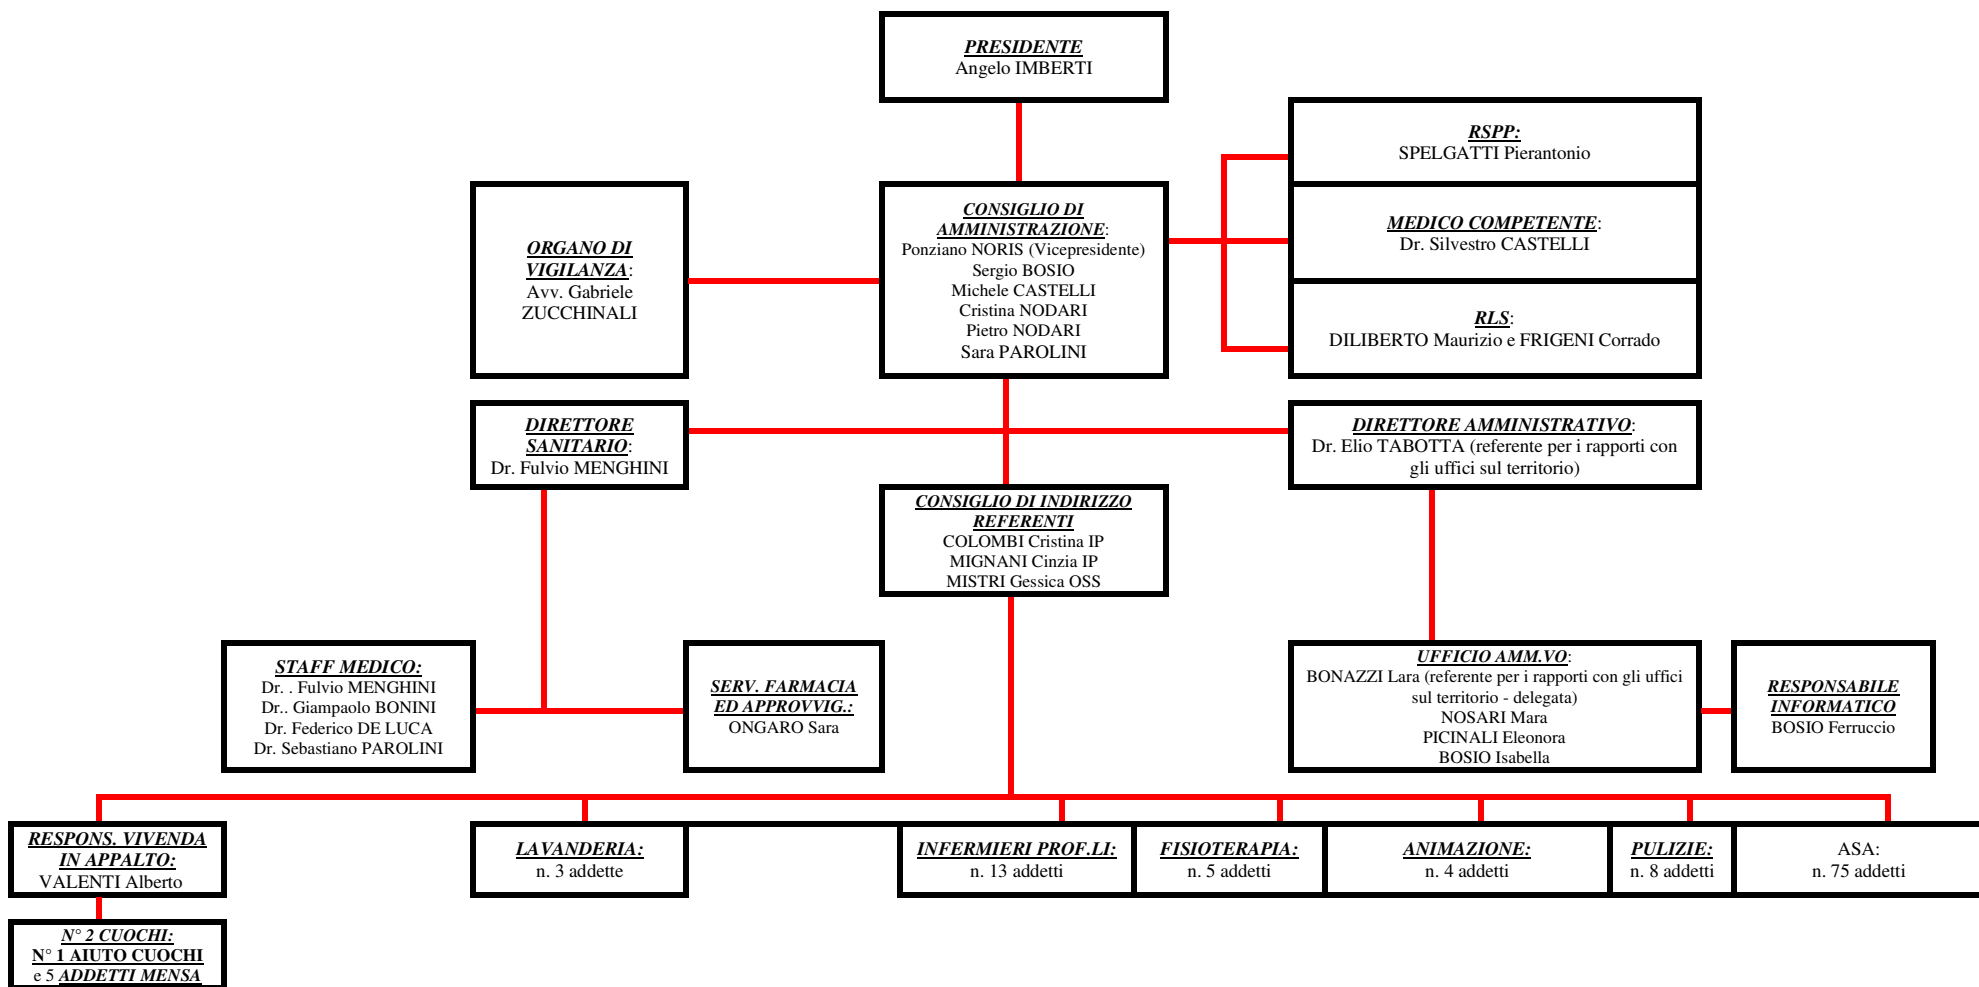 PRESIDENTE
Angelo IMBERTI
RSPP:
SPELGATTI Pierantonio
ORGANO DI
VIGILANZA:
Avv. Gabriele
ZUCCHINALI
CONSIGLIO DI
AMMINISTRAZIONE:
Ponziano NORIS (Vicepresidente)
Sergio BOSIO
Michele CASTELLI
Cristina NODARI
Pietro NODARI
Sara PAROLINI
MEDICO COMPETENTE:
Dr. Silvestro CASTELLI
RLS:
DILIBERTO Maurizio e FRIGENI Corrado
DIRETTORE
SANITARIO:
Dr. Fulvio MENGHINI
DIRETTORE AMMINISTRATIVO:
Dr. Elio TABOTTA (referente per i rapporti con
gli uffici sul territorio)
CONSIGLIO DI INDIRIZZO
REFERENTI
COLOMBI Cristina IP
MIGNANI Cinzia IP
MISTRI Gessica OSS
STAFF MEDICO:
Dr. . Fulvio MENGHINI
Dr.. Giampaolo BONINI
Dr. Federico DE LUCA
Dr. Sebastiano PAROLINI
SERV. FARMACIA
ED APPROVVIG.:
ONGARO Sara
UFFICIO AMM.VO:
BONAZZI Lara (referente per i rapporti con gli uffici
sul territorio - delegata)
NOSARI Mara
PICINALI Eleonora
BOSIO Isabella
RESPONSABILE
INFORMATICO
BOSIO Ferruccio
RESPONS. VIVENDA
IN APPALTO:
VALENTI Alberto
LAVANDERIA:
n. 3 addette
INFERMIERI PROF.LI:
n. 13 addetti
FISIOTERAPIA:
n. 5 addetti
ANIMAZIONE:
n. 4 addetti
PULIZIE:
n. 8 addetti
ASA:
n. 75 addetti
N° 2 CUOCHI:
N° 1 AIUTO CUOCHI
e 5 ADDETTI MENSA